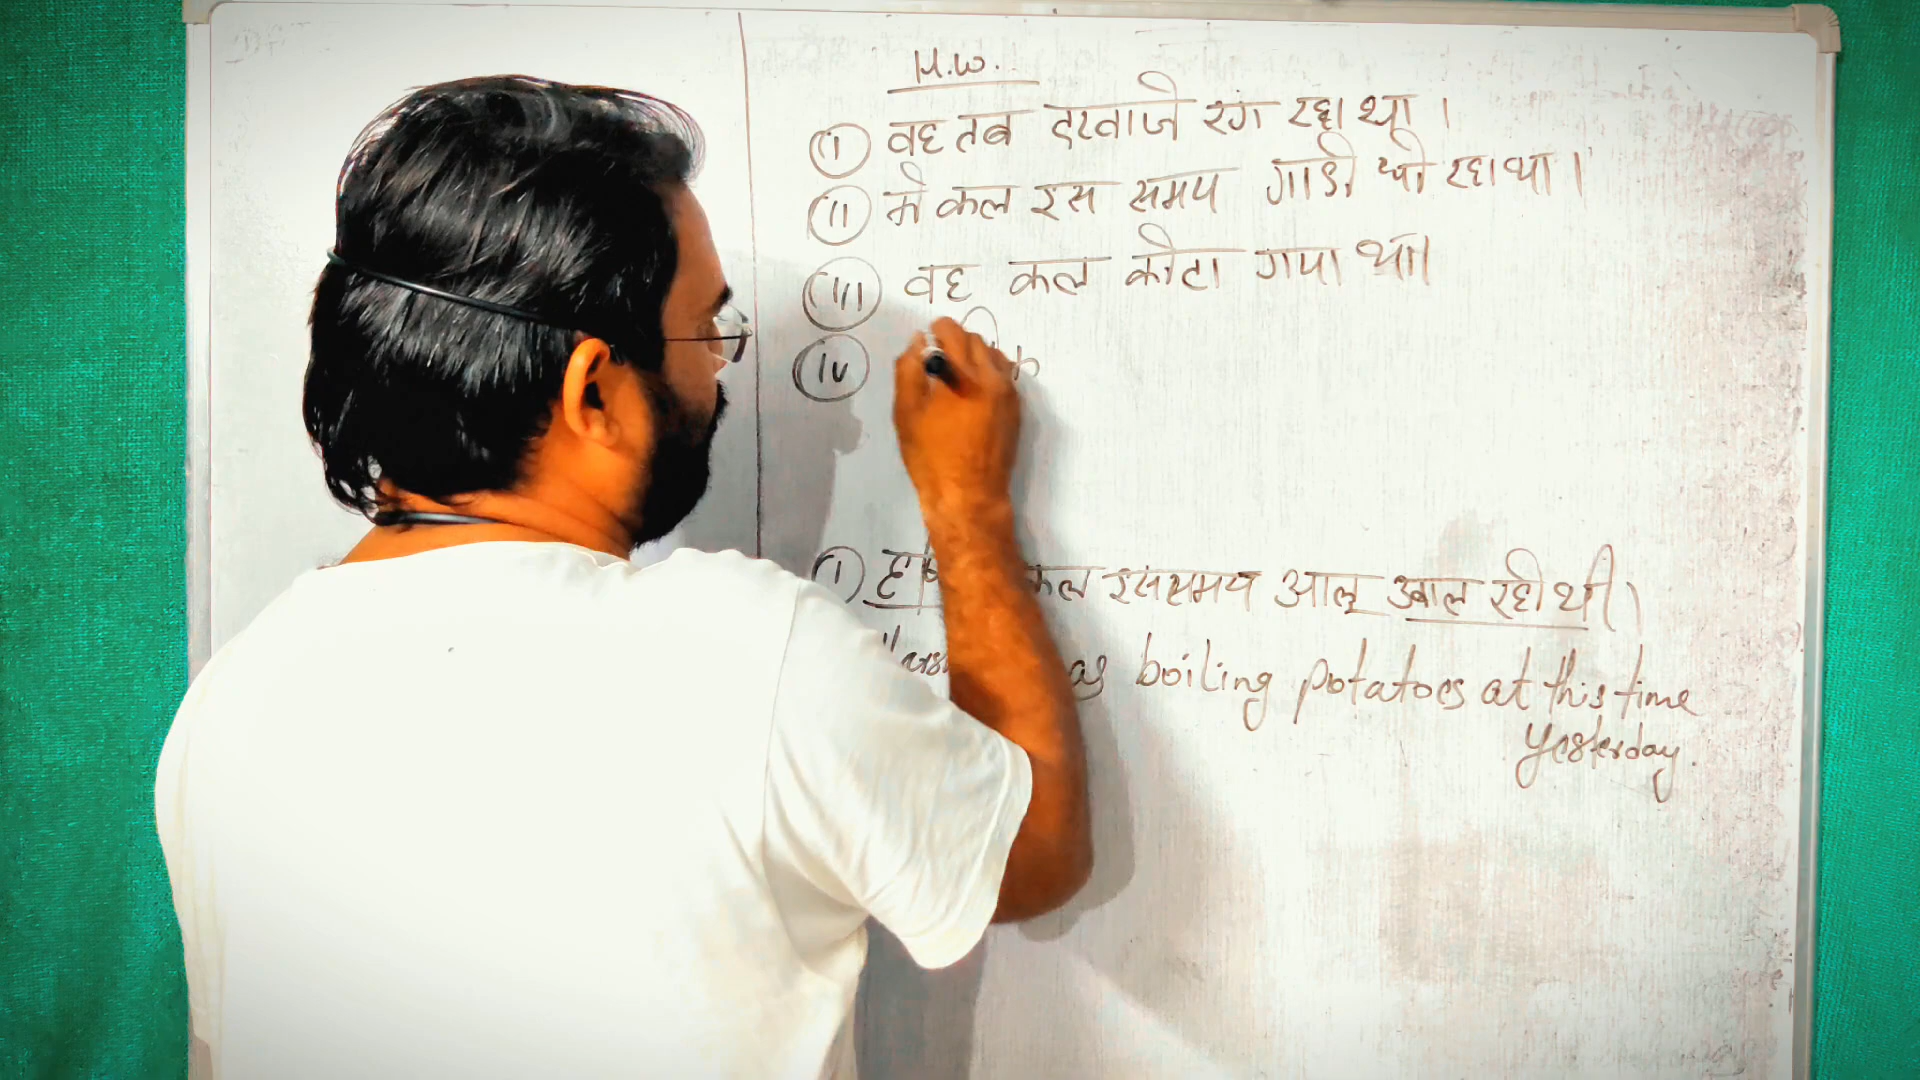 H.W.
(i) वह तब दरवाजे रंग रहा था ।
(ii) मैं कल इस समय गाडी धो रहा था ।
(iii) वह कल कोटा गया था।
(iv)
(i) कल इस समय आलू उबाल रही थी ।
boiling potatoes at this time
yesterday.